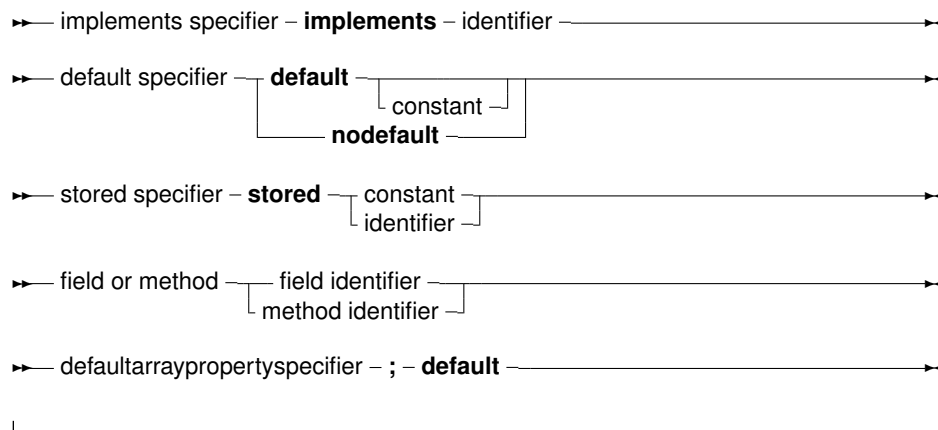 implements specifier implements identifier
default specifier default
constant
nodefault
stored specifier stored constant
identifier
field or method field identifier
method identifier
defaultarraypropertyspecifier ; default